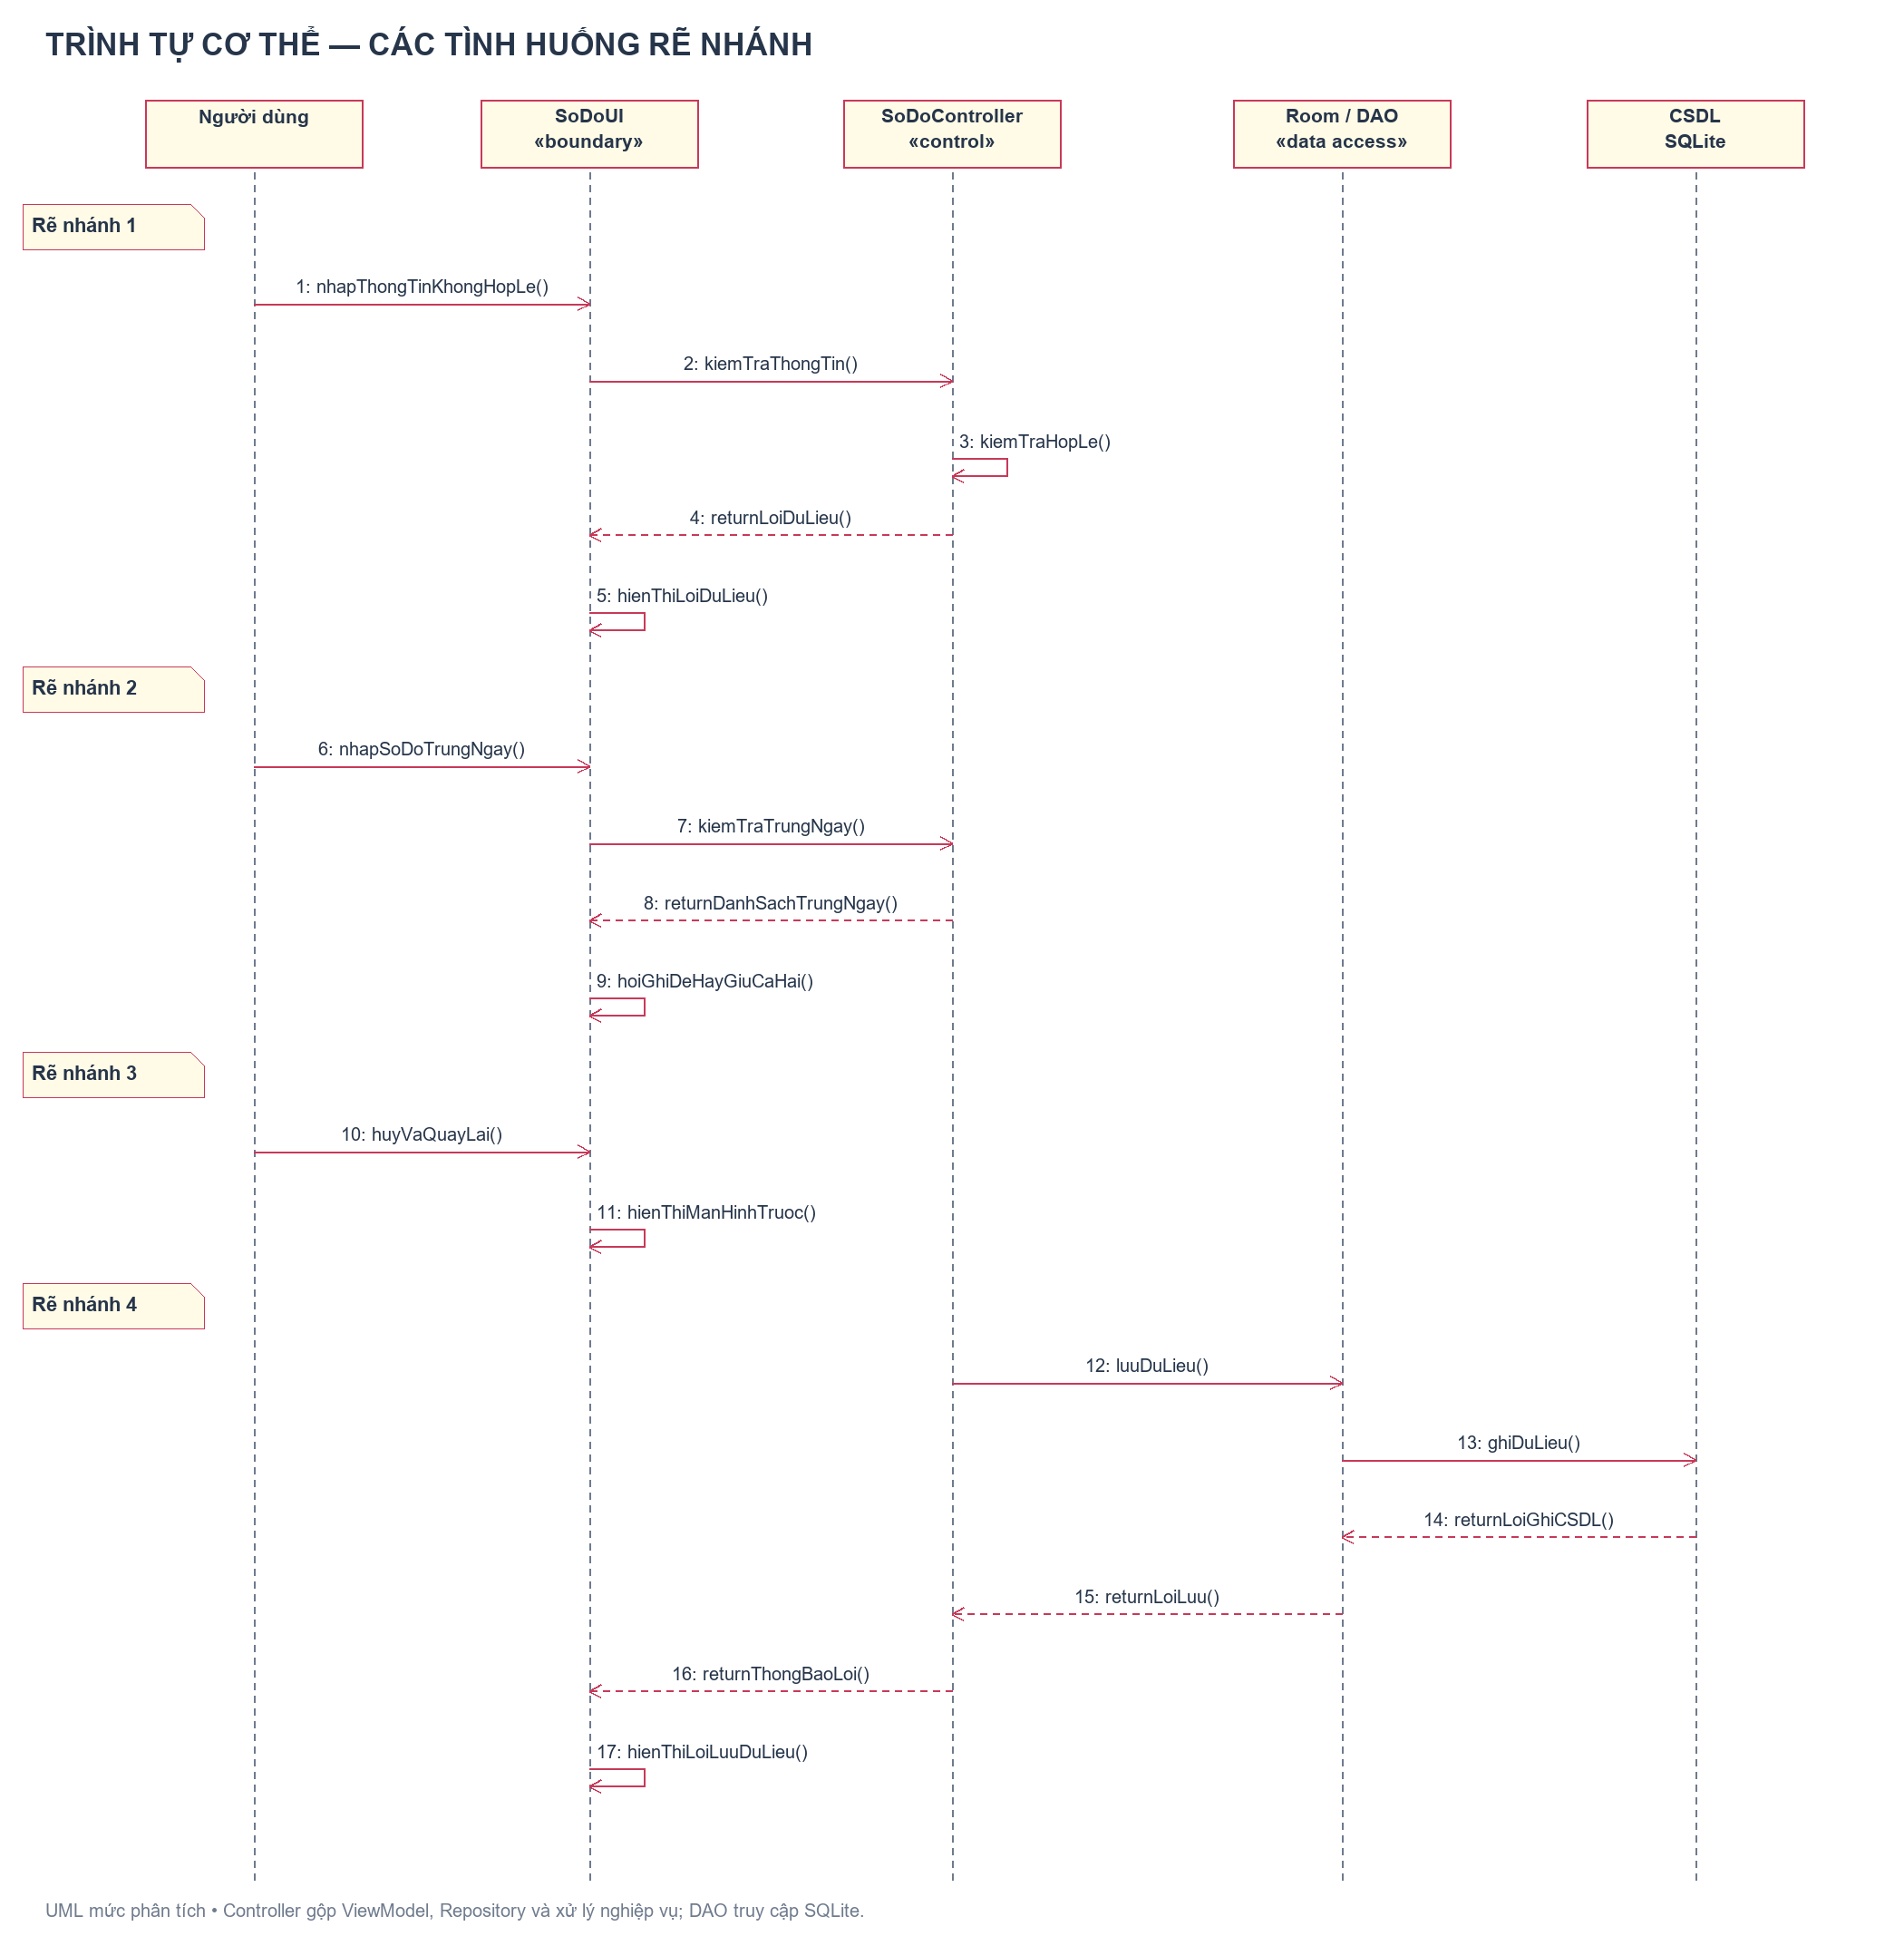 TRÌNH TỰ CƠ THỂ — CÁC TÌNH HUỐNG RẼ NHÁNH
Người dùng
SoDoUI
«boundary»
SoDoController
«control»
Room / DAO
«data access»
CSDL
SQLite
Rẽ nhánh 1
1: nhapThongTinKhongHopLe()
2: kiemTraThongTin()
3: kiemTraHopLe()
4: returnLoiDuLieu()
5: hienThiLoiDuLieu()
Rẽ nhánh 2
6: nhapSoDoTrungNgay()
7: kiemTraTrungNgay()
8: returnDanhSachTrungNgay()
9: hoiGhiDeHayGiuCaHai()
Rẽ nhánh 3
10: huyVaQuayLai()
11: hienThiManHinhTruoc()
Rẽ nhánh 4
12: luuDuLieu()
13: ghiDuLieu()
14: returnLoiGhiCSDL()
15: returnLoiLuu()
16: returnThongBaoLoi()
17: hienThiLoiLuuDuLieu()
UML mức phân tích • Controller gộp ViewModel, Repository và xử lý nghiệp vụ; DAO truy cập SQLite.